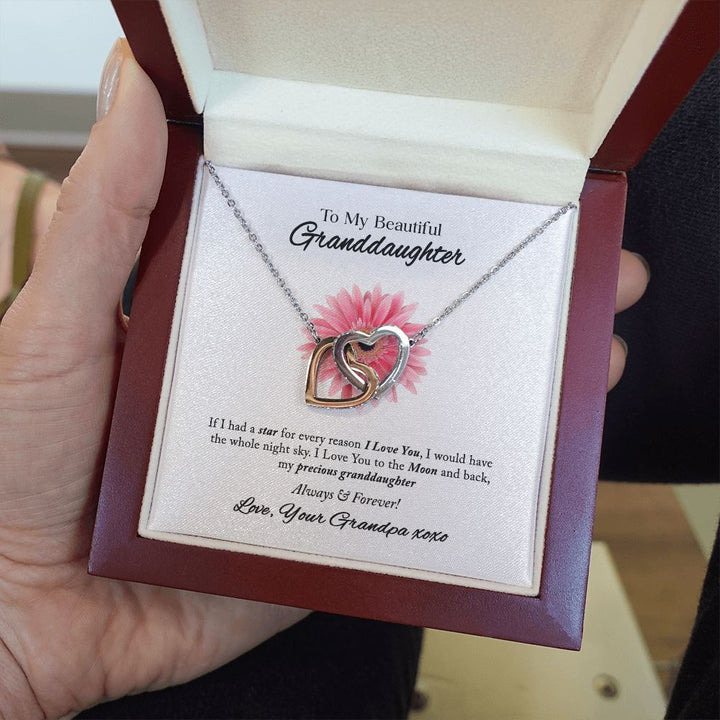 To My Beautiful
Granddaughter
If I had a star for every reason I Love You, I would have
the whole night sky. I Love You to the Moon and back,
my precious granddaughter
Always & Forever!
Love, Your Grandpa xoxo